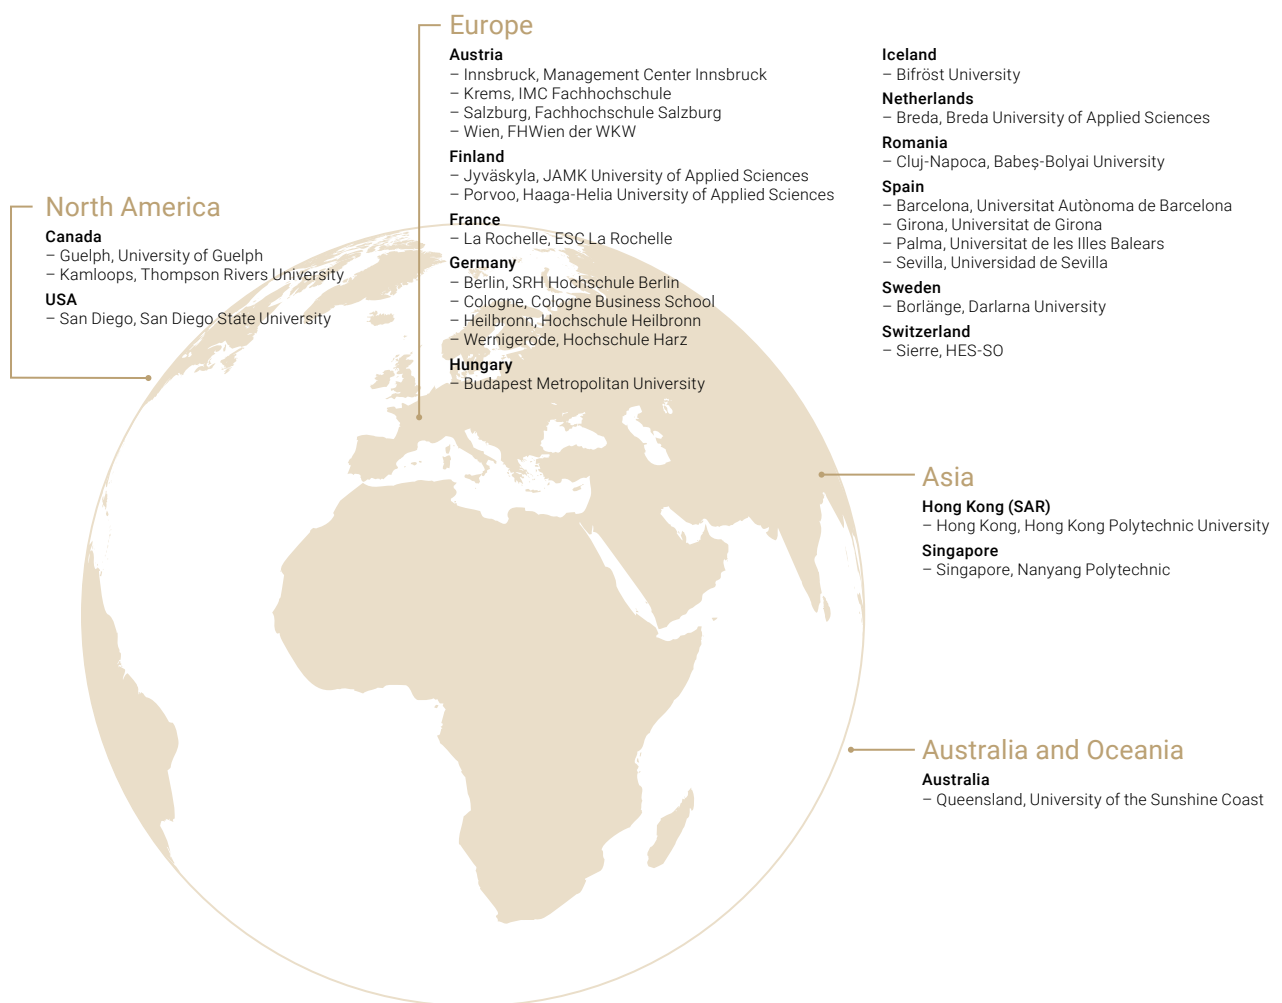 Europe
Austria
– Innsbruck, Management Center Innsbruck
– Krems, IMC Fachhochschule
– Salzburg, Fachhochschule Salzburg
– Wien, FHWien der WKW
Finland
– Jyväskyla, JAMK University of Applied Sciences
– Porvoo, Haaga-Helia University of Applied Sciences
France
– La Rochelle, ESC La Rochelle
Germany
– Berlin, SRH Hochschule Berlin
– Cologne, Cologne Business School
– Heilbronn, Hochschule Heilbronn
– Wernigerode, Hochschule Harz
Hungary
– Budapest Metropolitan University
Iceland
– Bifröst University
Netherlands
– Breda, Breda University of Applied Sciences
Romania
– Cluj-Napoca, Babeș-Bolyai University
Spain
– Barcelona, Universitat Autònoma de Barcelona
– Girona, Universitat de Girona
– Palma, Universitat de les Illes Balears
– Sevilla, Universidad de Sevilla
Sweden
– Borlänge, Darlarna University
Switzerland
– Sierre, HES-SO
North America
Canada
– Guelph, University of Guelph
– Kamloops, Thompson Rivers University
USA
– San Diego, San Diego State University
Asia
Hong Kong (SAR)
– Hong Kong, Hong Kong Polytechnic University
Singapore
– Singapore, Nanyang Polytechnic
Australia and Oceania
Australia
– Queensland, University of the Sunshine Coast